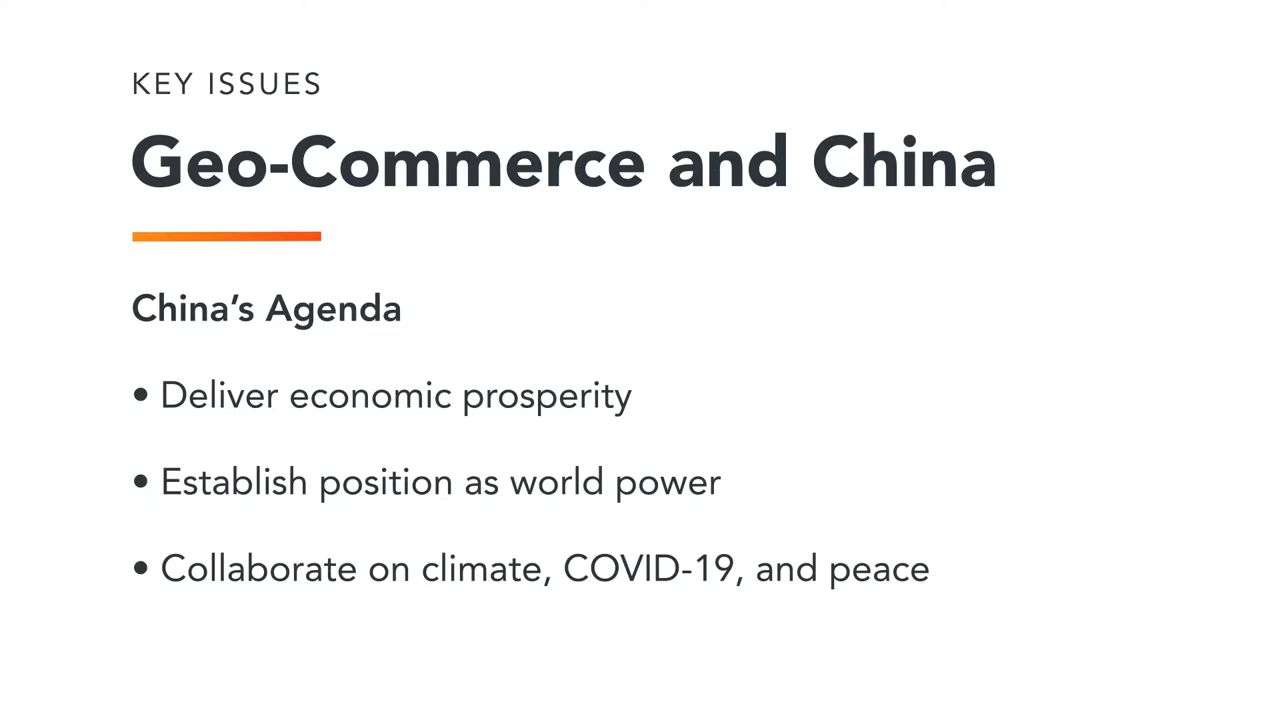 KEY ISSUES
Geo-Commerce and China
China’s Agenda
• Deliver economic prosperity
• Establish position as world power
• Collaborate on climate, COVID-19, and peace